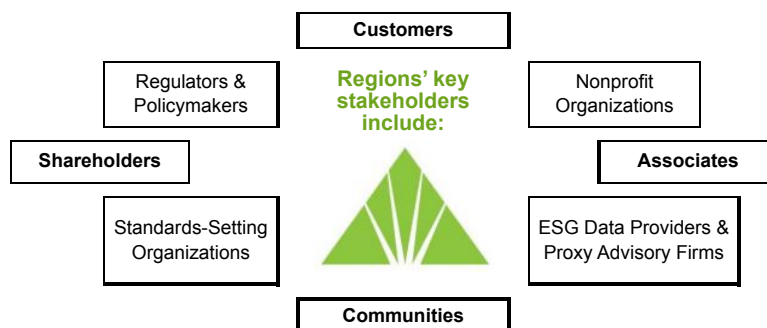 Customers
Regulators &
Policymakers
Regions' key
stakeholders
include:
Nonprofit
Organizations
Shareholders
Associates
Standards-Setting
Organizations
ESG Data Providers &
Proxy Advisory Firms
Communities